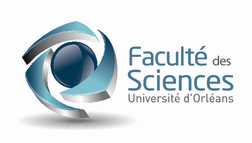 Faculté des
Sciences
Université d'Orléans